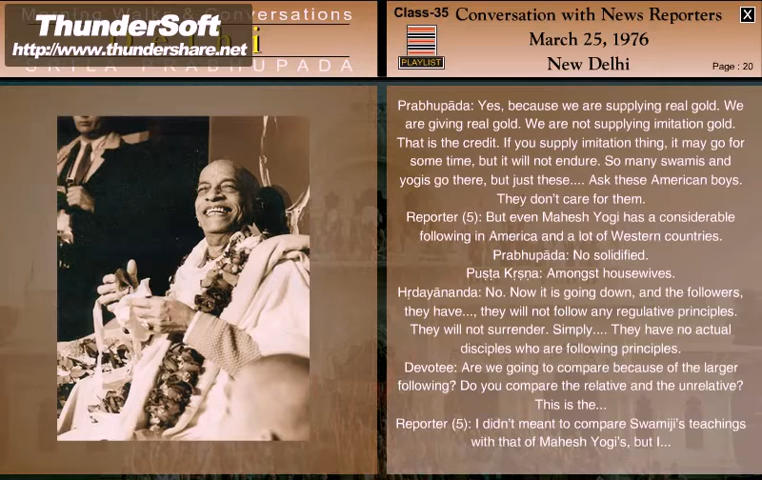 Morning Walks & Conversations
ThunderSoft
http://www.thundershare.net
SRILA PRABHUPADA
Class-35
PLAYLIST
Conversation with News Reporters
March 25, 1976
New Delhi
X
Page : 20
Prabhupāda: Yes, because we are supplying real gold. We
are giving real gold. We are not supplying imitation gold.
That is the credit. If you supply imitation thing, it may go for
some time, but it will not endure. So many swamis and
yogis go there, but just these.... Ask these American boys.
They don't care for them.
Reporter (5): But even Mahesh Yogi has a considerable
following in America and a lot of Western countries.
Prabhupāda: No solidified.
Puṣṭa Kṛṣṇa: Amongst housewives.
Hṛdayānanda: No. Now it is going down, and the followers,
they have..., they will not follow any regulative principles.
They will not surrender. Simply.... They have no actual
disciples who are following principles.
Devotee: Are we going to compare because of the larger
following? Do you compare the relative and the unrelative?
This is the...
Reporter (5): I didn't meant to compare Swamiji's teachings
with that of Mahesh Yogi's, but I...